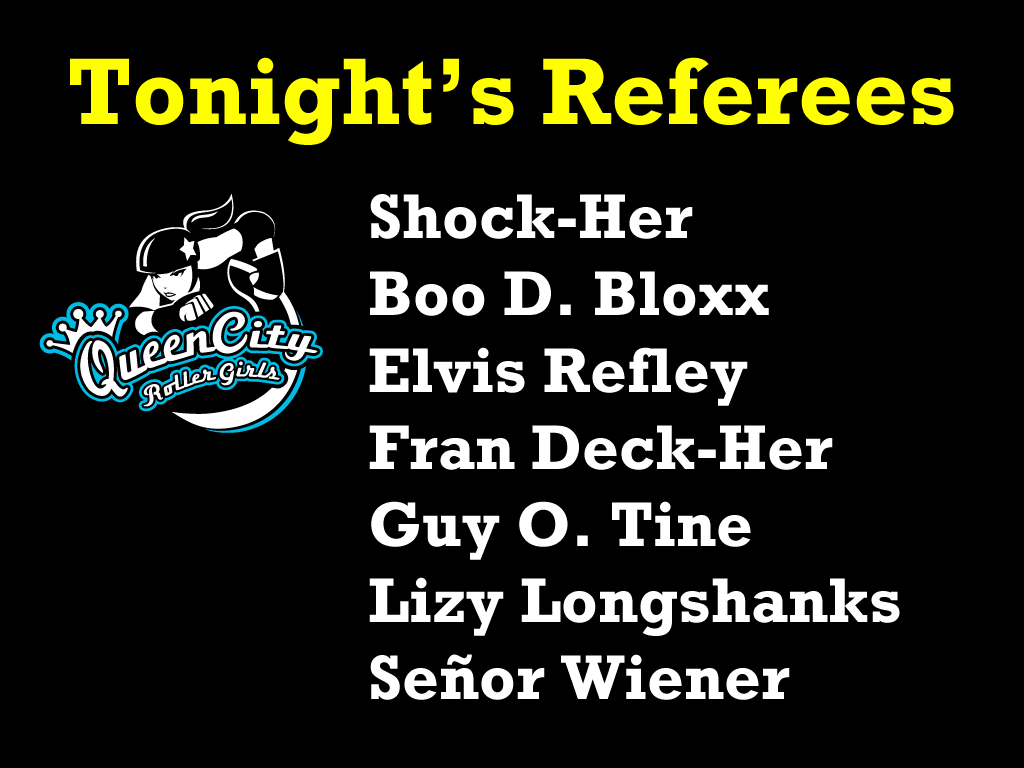 Tonight’s Referees
QueenCity
Roller Girls
Shock-Her
Boo D. Bloxx
Elvis Refley
Fran Deck-Her
Guy O. Tine
Lizy Longshanks
Señor Wiener